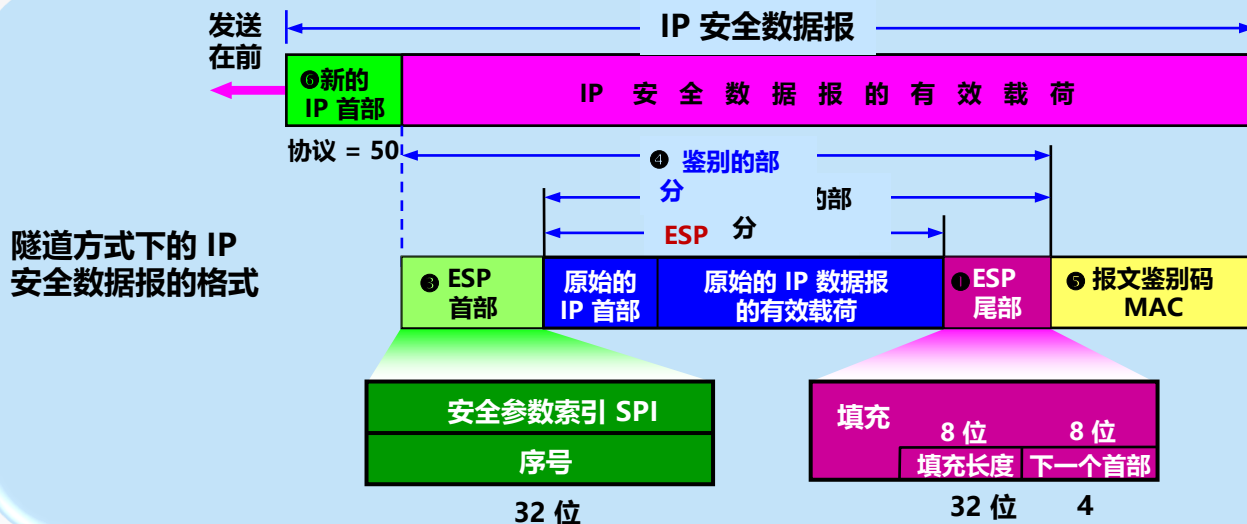 发送
在前
IP 安全数据报
❻新的
IP 首部
IP 安 全 数 据 报 的 有 效 载 荷
协议 = 50
❹ 鉴别的部
分
的部
分
ESP
隧道方式下的 IP
安全数据报的格式
❸ ESP
首部
原始的
IP 首部
原始的 IP 数据报
的有效载荷
❶ESP
尾部
❺ 报文鉴别码
MAC
安全参数索引 SPI
序号
32 位
填充
8 位
8 位
填充长度
下一个首部
32 位
4